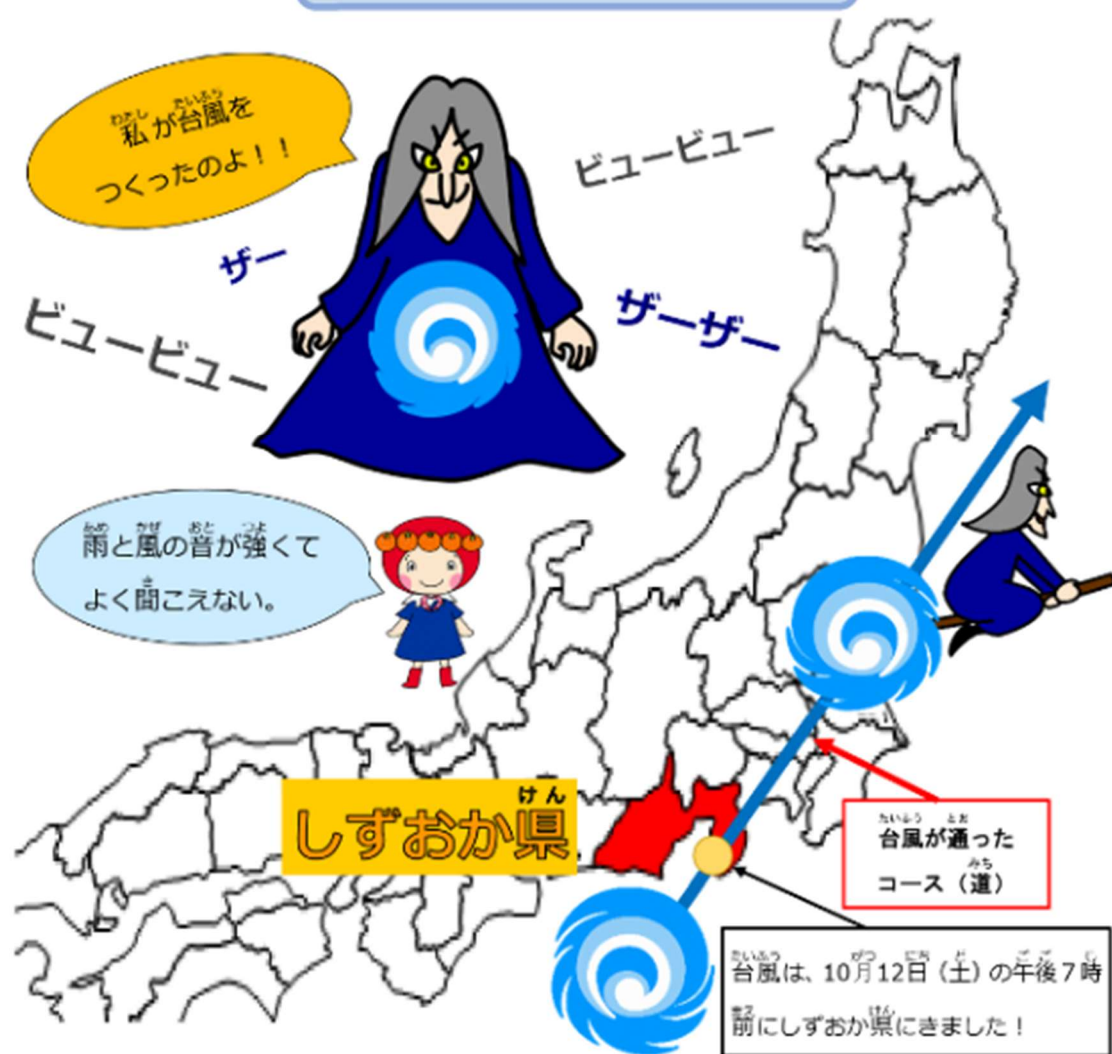 私が台風を
つくったのよ！！
ビュービュー
ザー
ビュービュー
ザーザー
雨と風の音が強くて
よく聞こえない。
しずおか県
台風が通った
コース（道）
台風は、10月12日（土）の午後７時
前にしずおか県にきました！